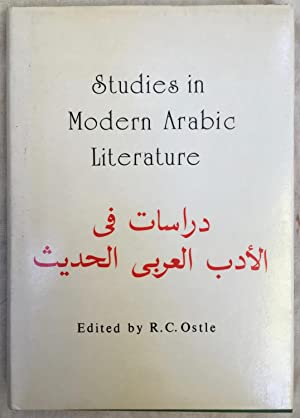 Studies in
Modern Arabic
Literature
دراسات فى
الأدب العربى الحديث
Edited by R.C. Ostle